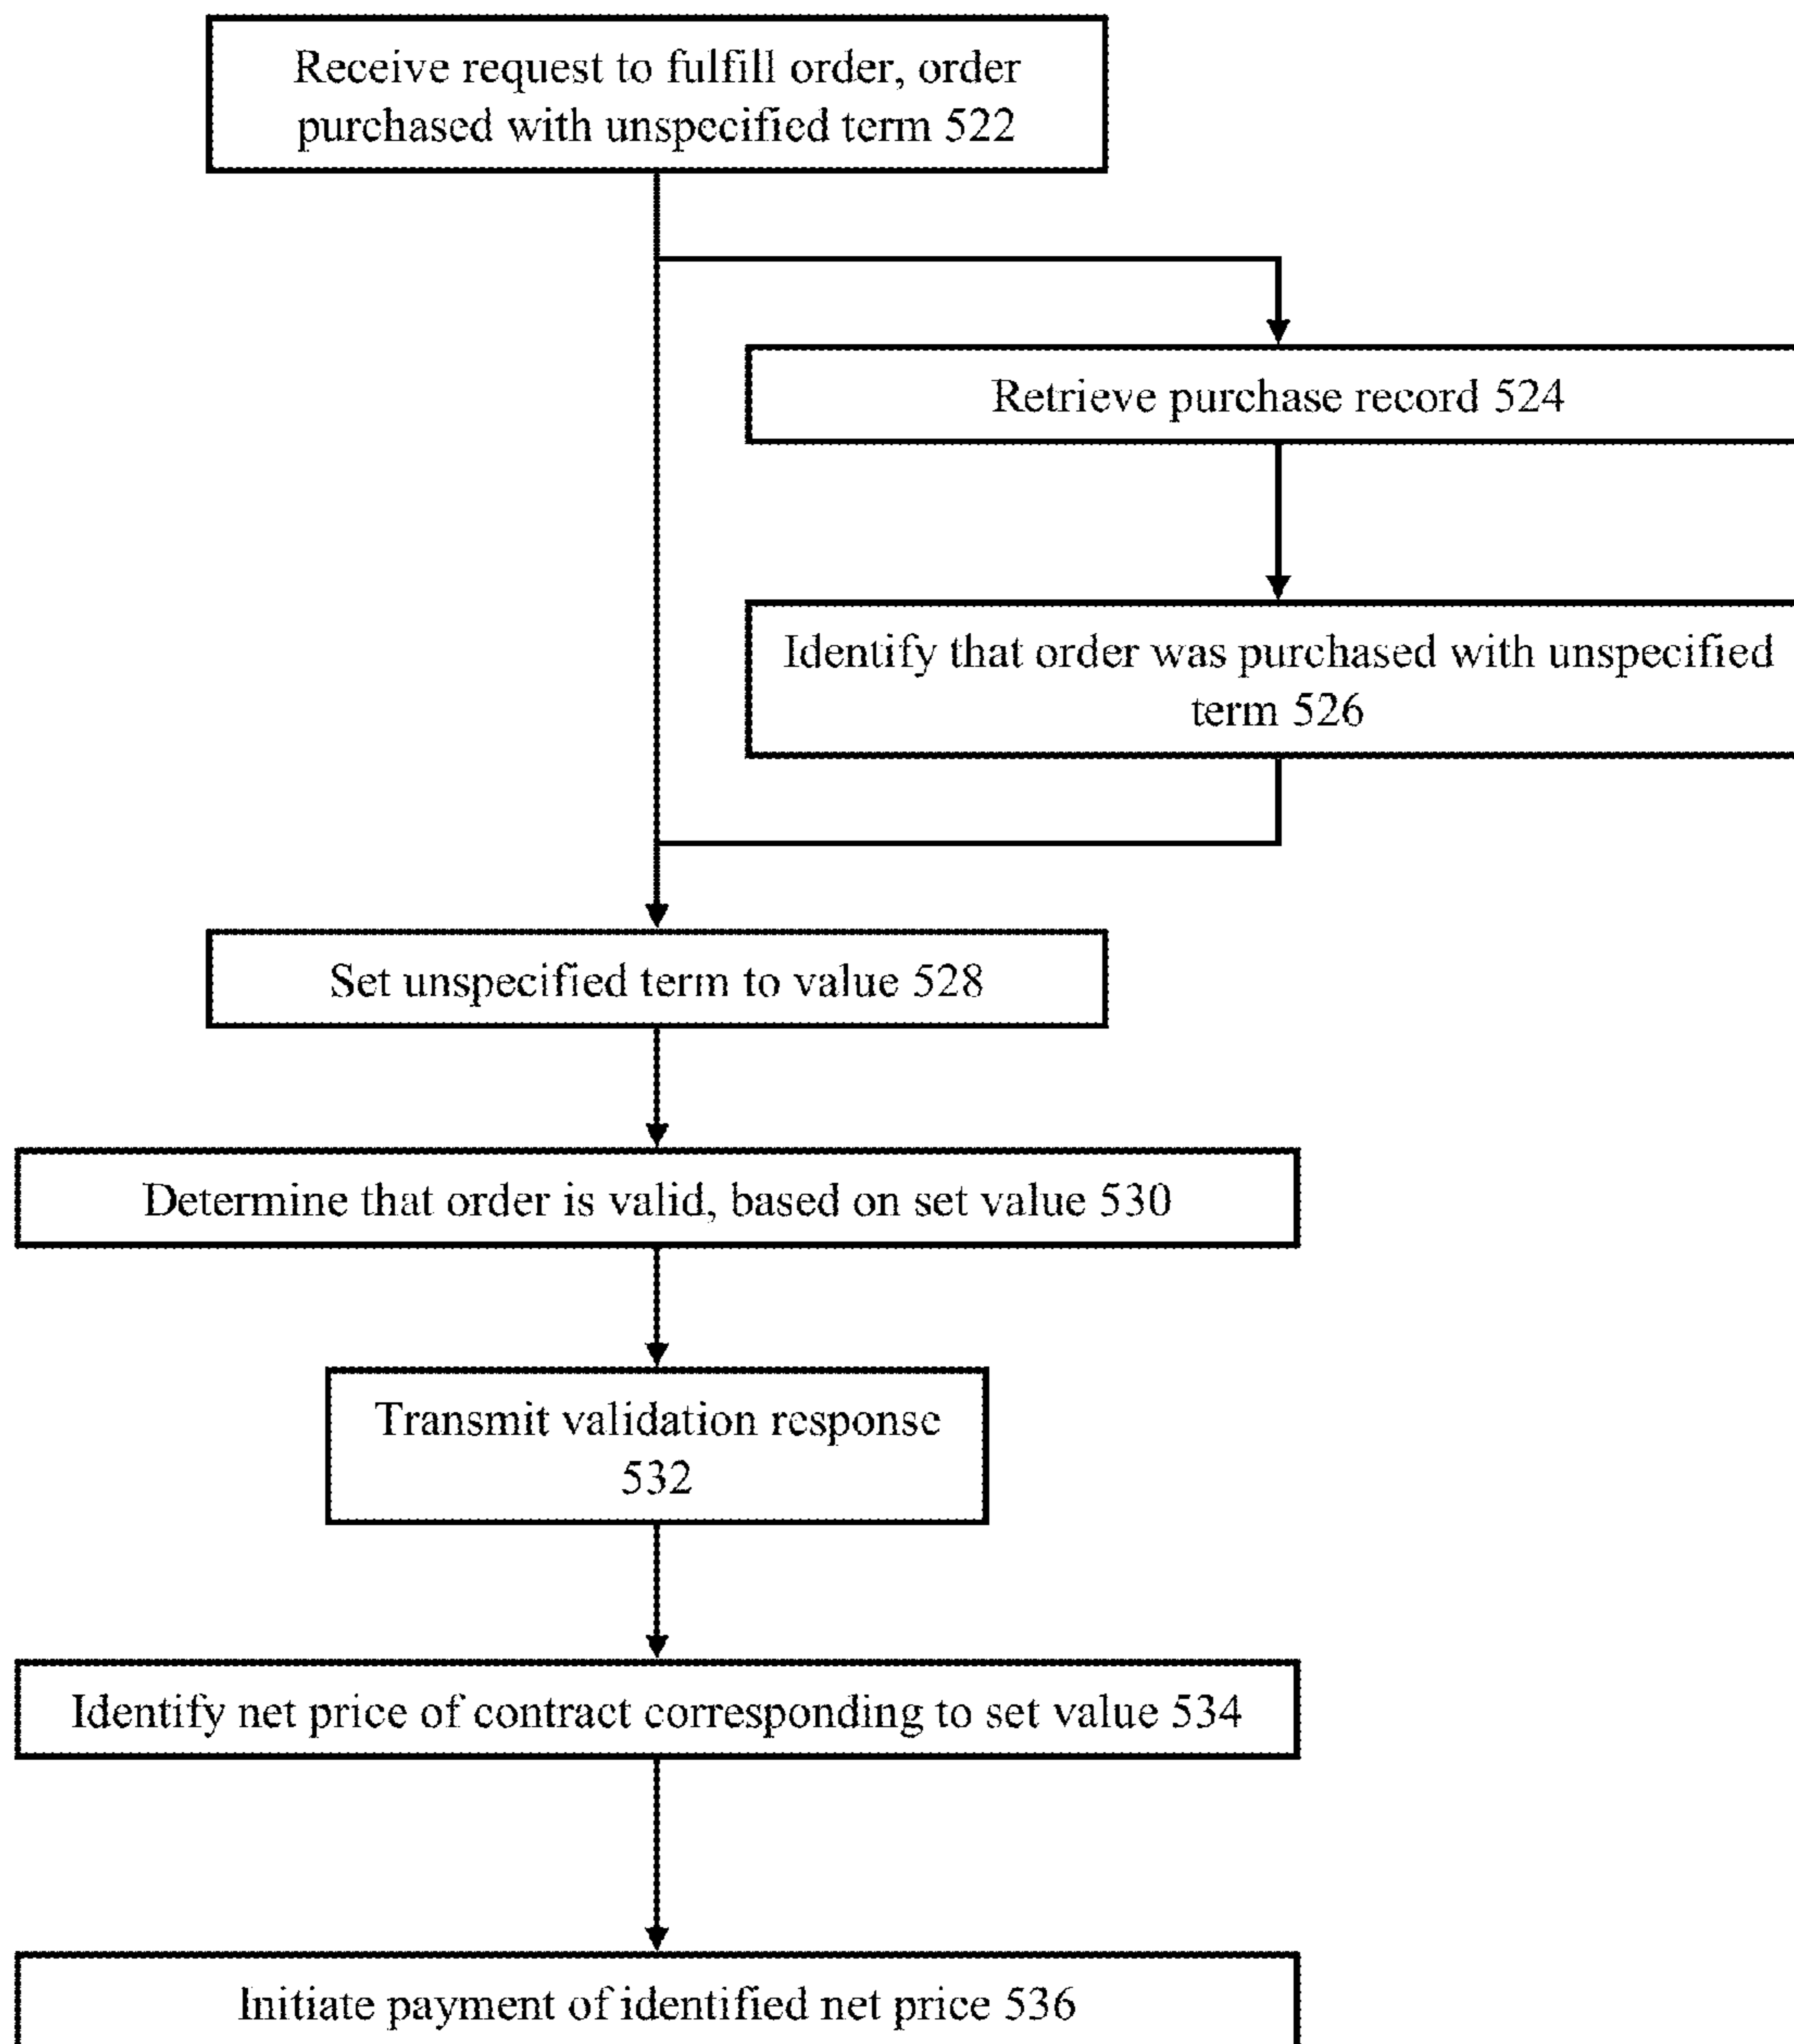 Receive request to fulfill order, order
purchased with unspecified term 522
Retrieve purchase record 524
Identify that order was purchased with unspecified
term 526
Set unspecified term to value 528
Determine that order is valid, based on set value 530
Transmit validation response
532
Identify net price of contract corresponding to set value 534
Initiate payment of identified net price 536